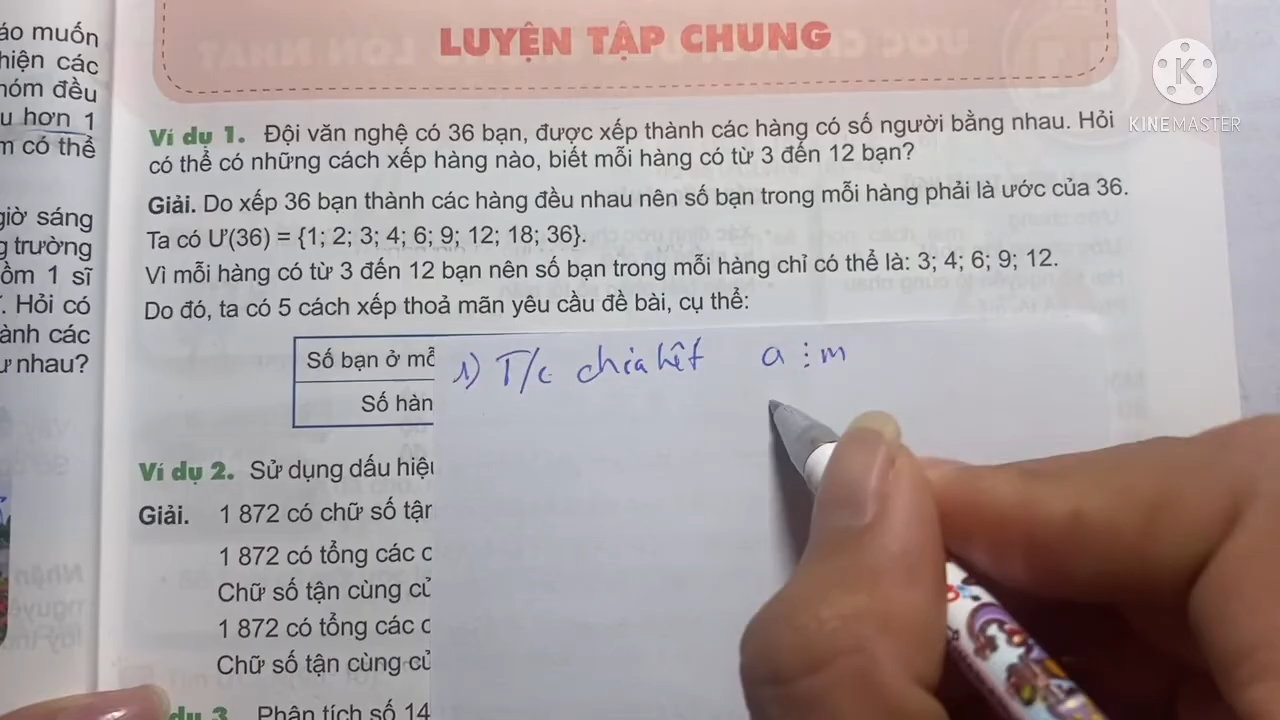 áo muốn
hiện các
nhóm đều
u hơn 1
m có thể
giờ sáng
g trường
ồm 1 sĩ
. Hỏi có
ành các
ư nhau?
LUYỆN TẬP CHUNG
KINEMASTER
Ví dụ 1. Đội văn nghệ có 36 bạn, được xếp thành các hàng có số người bằng nhau. Hỏi
có thể có những cách xếp hàng nào, biết mỗi hàng có từ 3 đến 12 bạn?
Giải. Do xếp 36 bạn thành các hàng đều nhau nên số bạn trong mỗi hàng phải là ước của 36.
Ta có Ư(36) = {1; 2; 3; 4; 6; 9; 12; 18; 36}.
Vì mỗi hàng có từ 3 đến 12 bạn nên số bạn trong mỗi hàng chỉ có thể là: 3; 4; 6; 9; 12.
Do đó, ta có 5 cách xếp thoả mãn yêu cầu đề bài, cụ thể:
Số bạn ở mỗ
Số hàn
1) T/c chia hết a ⋮ m
Ví dụ 2. Sử dụng dấu hiệu
Giải. 1 872 có chữ số tận
1 872 có tổng các c
Chữ số tận cùng củ
1 872 có tổng các c
Chữ số tận cùng củ
dụ 3. Phân tích số 14